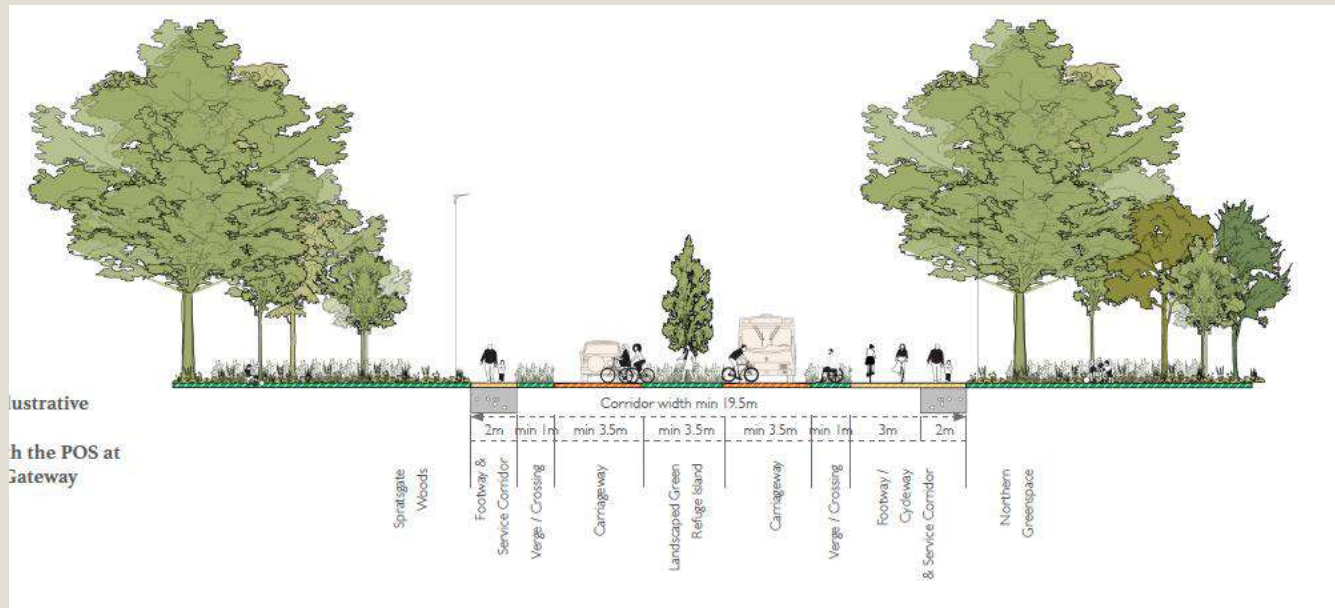 lustrative
h the POS at
Gateway
Corridor width min 19.5m
2m
min 1m
min 3.5m
min 3.5m
min 3.5m
min 1m
3m
2m
Spratsgate
Woods
Footway &
Service Corridor
Verge / Crossing
Carriageway
Landscaped Green
Refuge Island
Carriageway
Verge / Crossing
Footway /
Cycleway
& Service Corridor
Northern
Greenspace